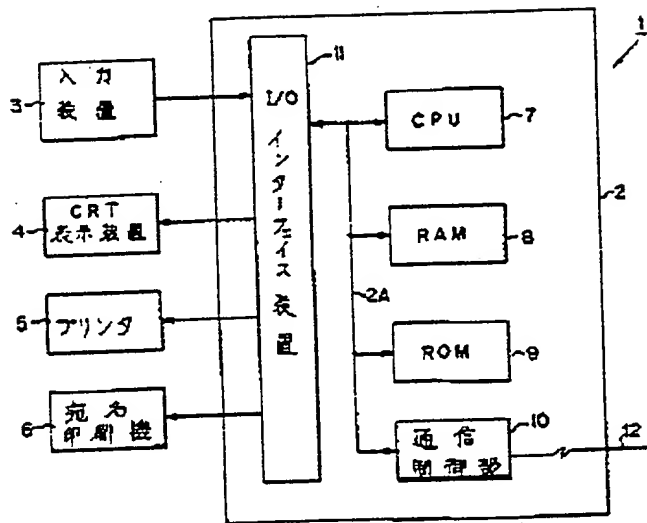 1
11
入力
装置
3
I/Oインターフェイス装置
CPU
7
2
CRT
表示装置
4
RAM
8
2A
プリンタ
5
ROM
9
宛名
印刷機
6
10
通信
制御部
12